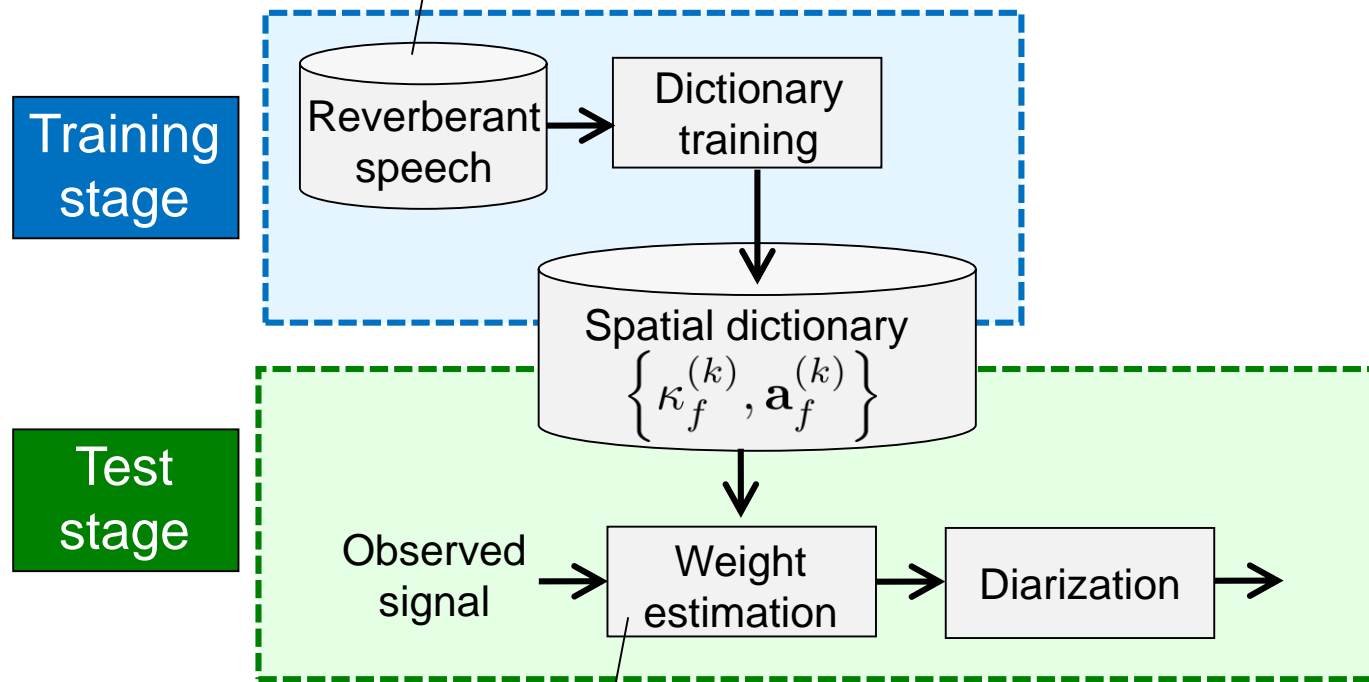 Training
stage
Reverberant
speech
Dictionary
training
Spatial dictionary
{κ_f^(k), a_f^(k)}
Test
stage
Observed
signal
Weight
estimation
Diarization